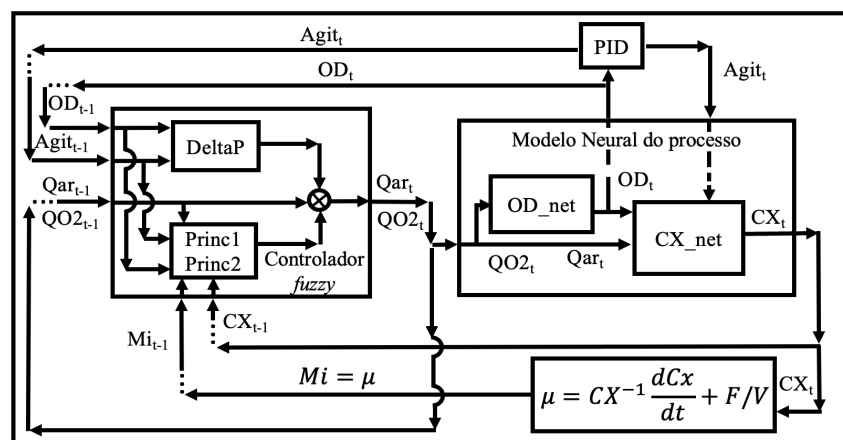 Agit_t
PID
OD_t
Agit_t
OD_t-1
Modelo Neural do processo
DeltaP
Agit_t-1
OD_t
Qar_t-1
Qar_t
OD_net
QO2_t-1
QO2_t
CX_t
Princ1
CX_net
Princ2
Controlador
fuzzy
QO2_t
Qar_t
CX_t-1
Mi_t-1
Mi = μ
μ = CX^-1 dCx/dt + F/V
CX_t